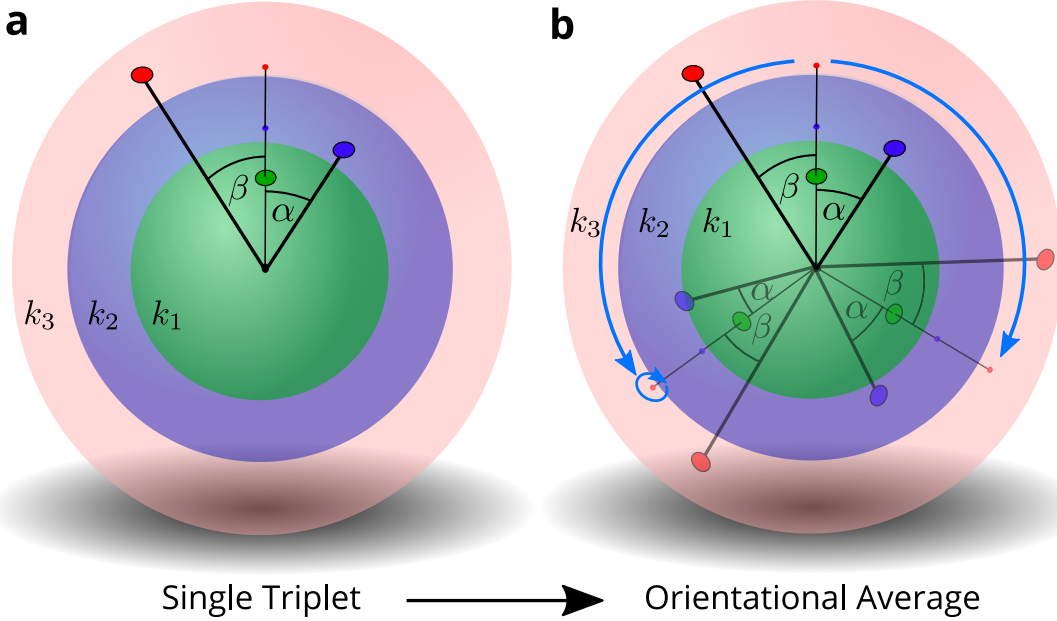 a
β
α
k₃ k₂ k₁
Single Triplet
b
β
α
k₃ k₂ k₁
α
β
β
α
Orientational Average